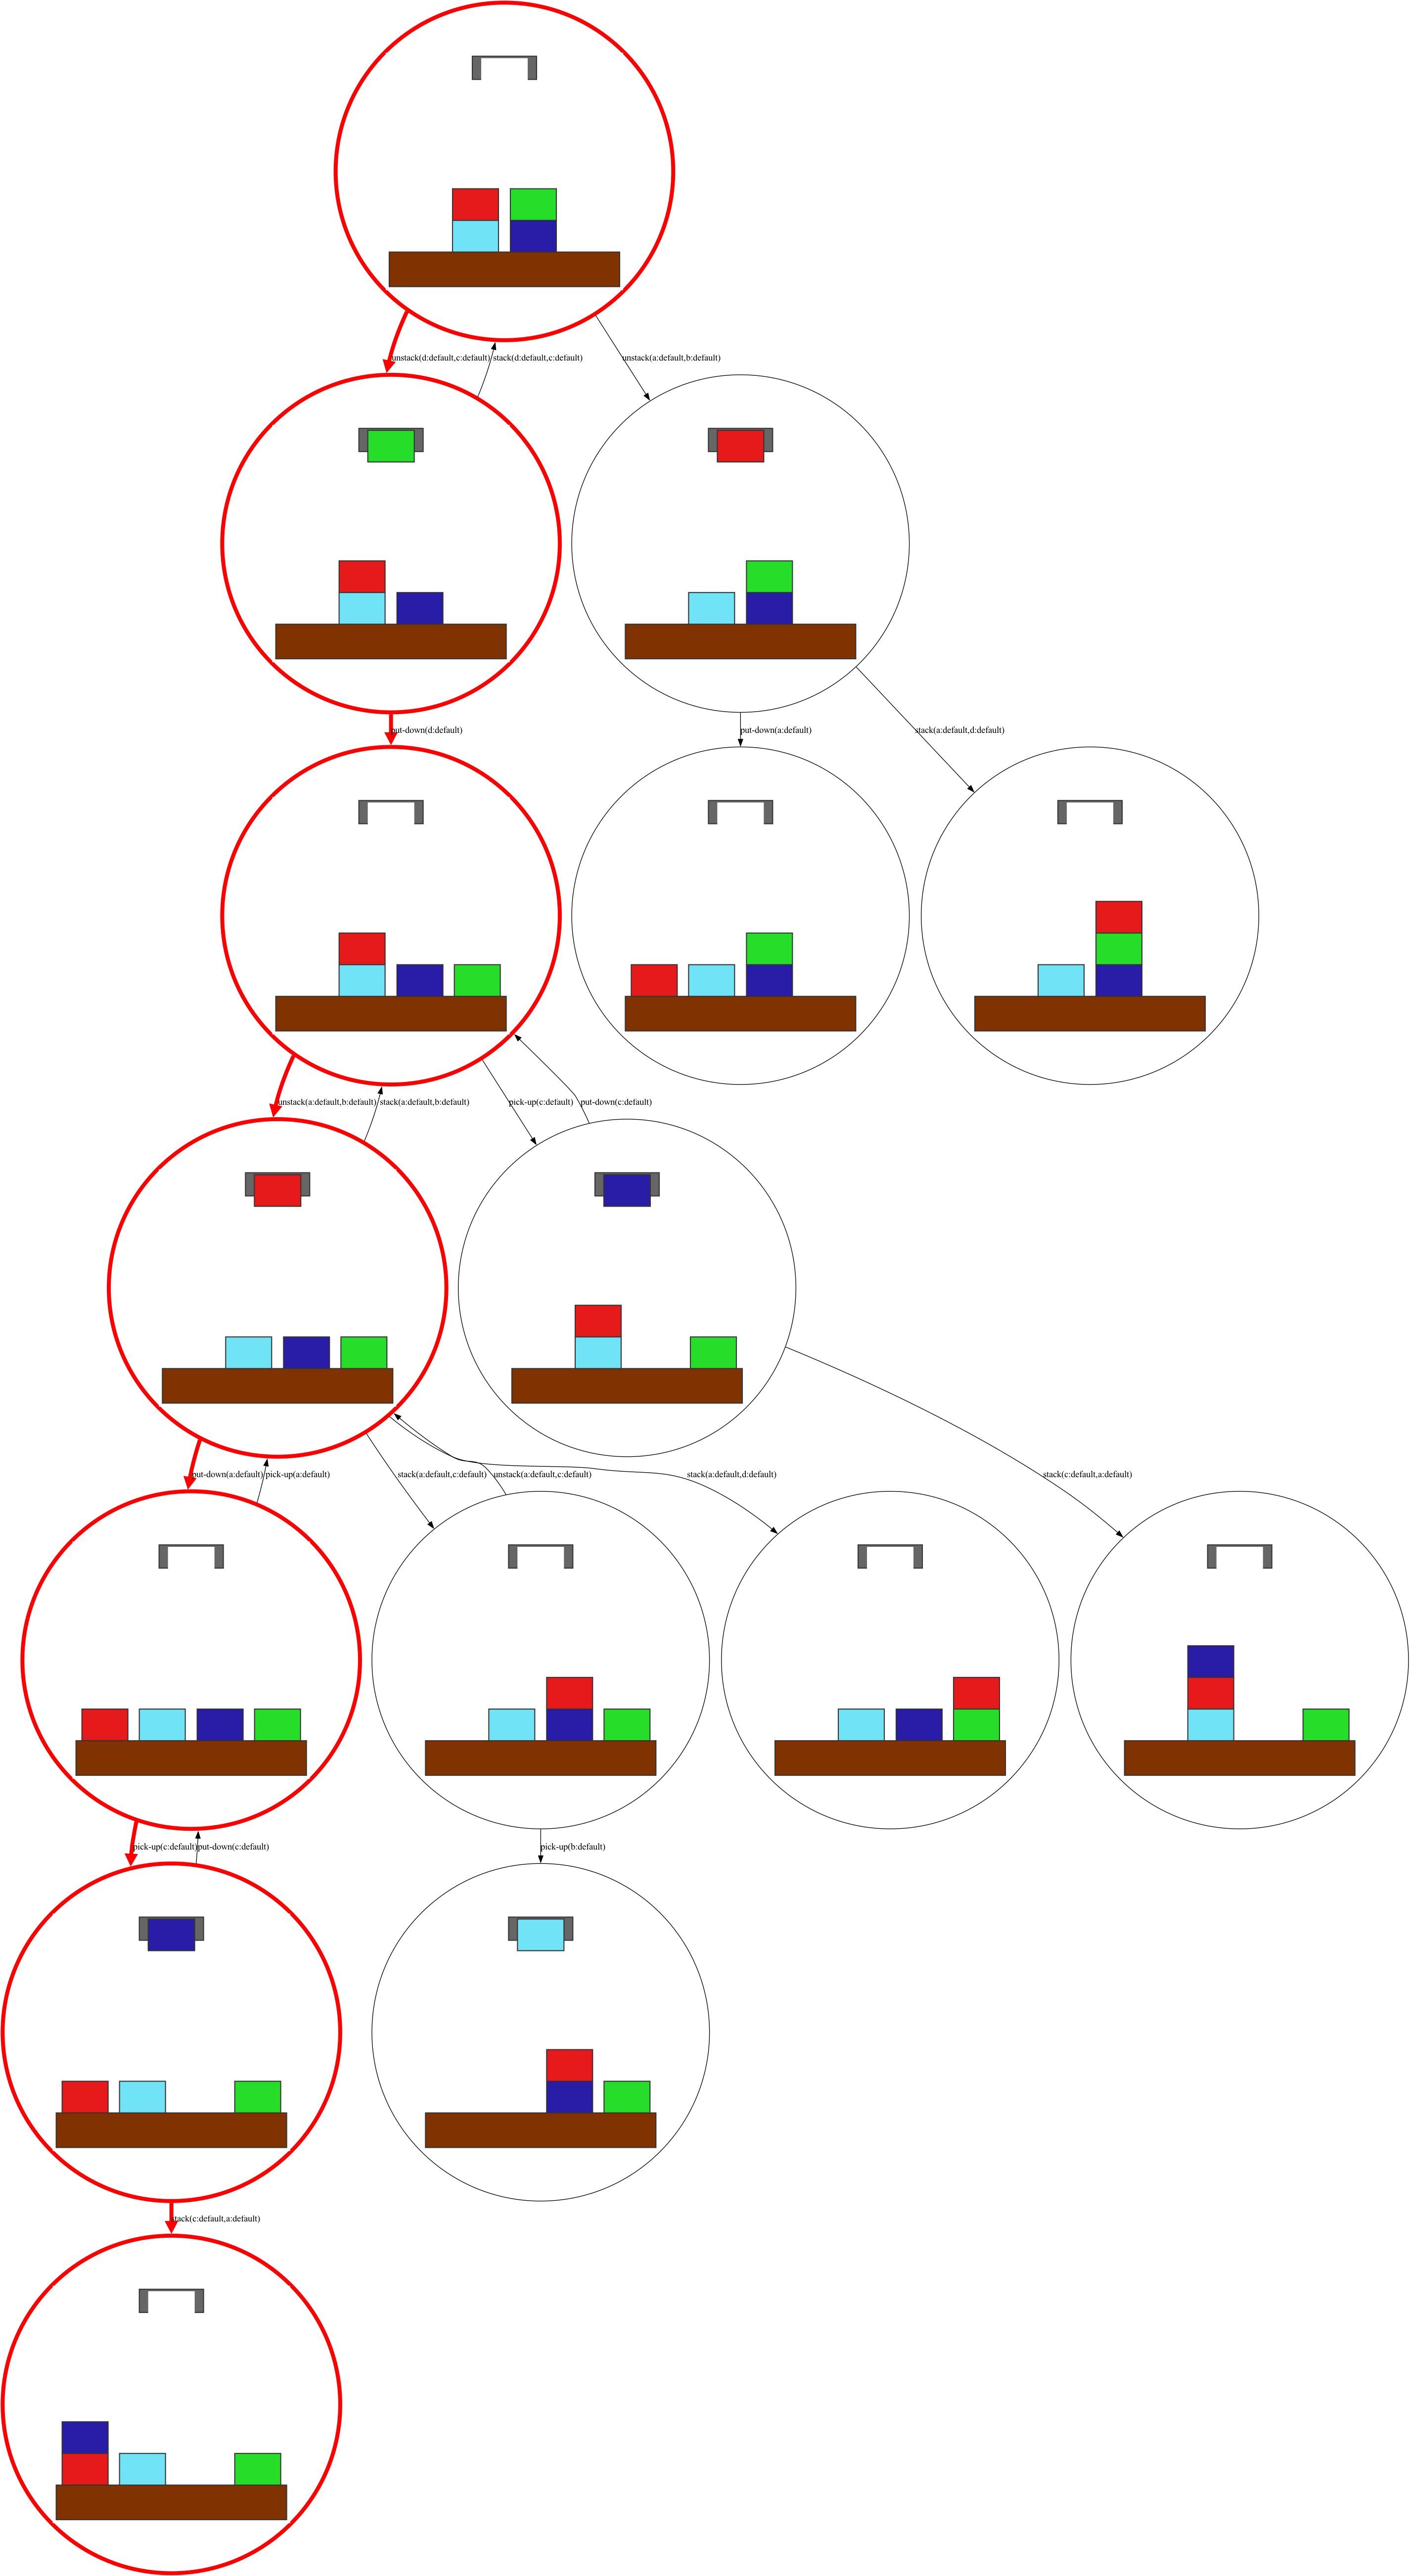 unstack(d:default,c:default)
stack(d:default,c:default)
unstack(a:default,b:default)
put-down(d:default)
put-down(a:default)
stack(a:default,d:default)
unstack(a:default,b:default)
stack(a:default,b:default)
pick-up(c:default)
put-down(c:default)
put-down(a:default)
pick-up(a:default)
stack(a:default,c:default)
unstack(a:default,c:default)
stack(a:default,d:default)
stack(c:default,a:default)
pick-up(c:default)
put-down(c:default)
pick-up(b:default)
stack(c:default,a:default)